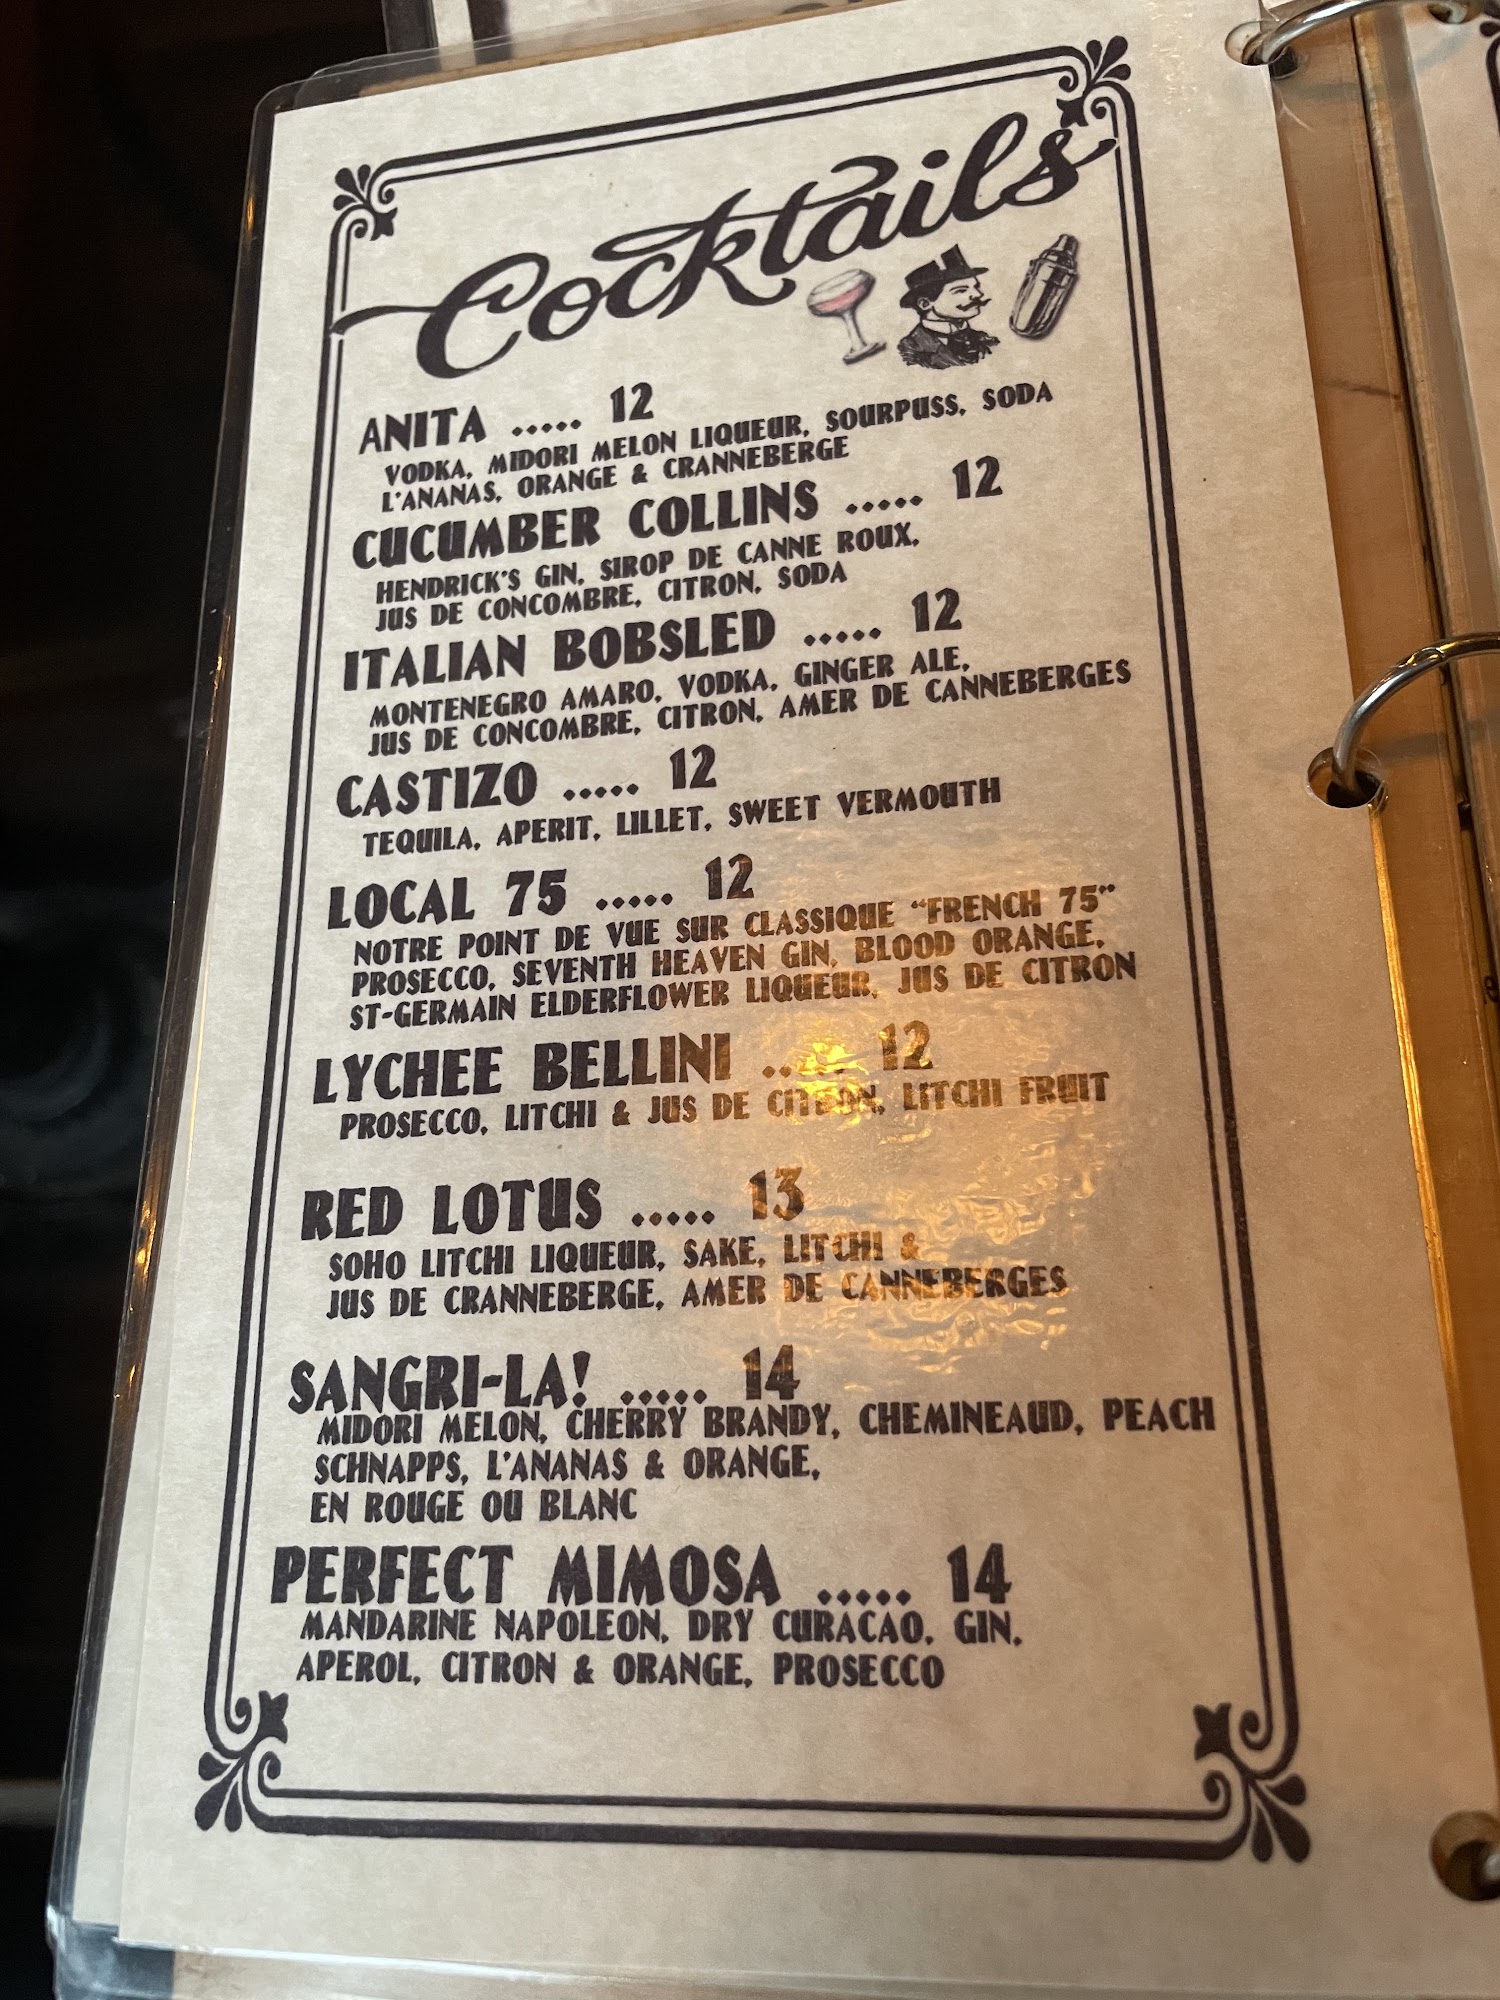 Cocktails
ANITA ..... 12
VODKA, MIDORI MELON LIQUEUR, SOURPUSS, SODA
L'ANANAS, ORANGE & CRANNEBERGE
CUCUMBER COLLINS ..... 12
HENDRICK'S GIN, SIROP DE CANNE ROUX,
JUS DE CONCOMBRE, CITRON, SODA
ITALIAN BOBSLED ..... 12
MONTENEGRO AMARO, VODKA, GINGER ALE,
JUS DE CONCOMBRE, CITRON, AMER DE CANNEBERGES
CASTIZO ..... 12
TEQUILA, APERIT, LILLET, SWEET VERMOUTH
LOCAL 75 ..... 12
NOTRE POINT DE VUE SUR CLASSIQUE "FRENCH 75"
PROSECCO, SEVENTH HEAVEN GIN, BLOOD ORANGE,
ST-GERMAIN ELDERFLOWER LIQUEUR, JUS DE CITRON
LYCHEE BELLINI ..... 12
PROSECCO, LITCHI & JUS DE CITRON, LITCHI FRUIT
RED LOTUS ..... 13
SOHO LITCHI LIQUEUR, SAKE, LITCHI &
JUS DE CRANNEBERGE, AMER DE CANNEBERGES
SANGRI-LA! ..... 14
MIDORI MELON, CHERRY BRANDY, CHEMINEAUD, PEACH
SCHNAPPS, L'ANANAS & ORANGE,
EN ROUGE OU BLANC
PERFECT MIMOSA ..... 14
MANDARINE NAPOLEON, DRY CURACAO, GIN,
APEROL, CITRON & ORANGE, PROSECCO